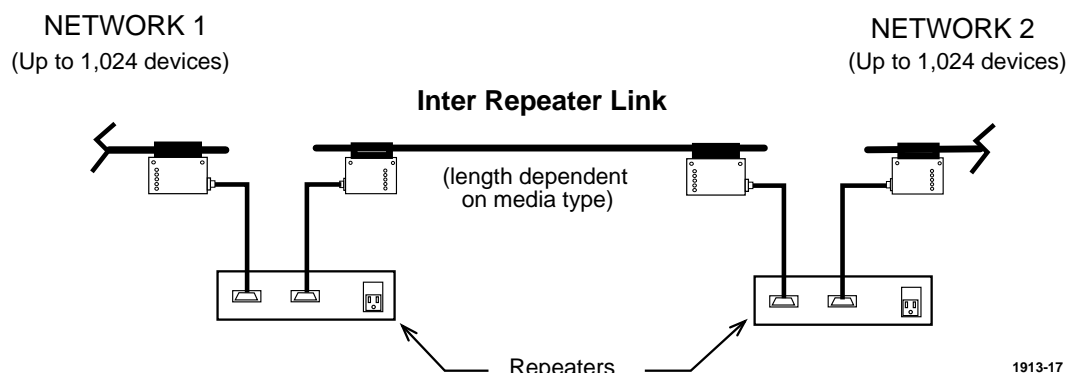 NETWORK 1
(Up to 1,024 devices)
NETWORK 2
(Up to 1,024 devices)
Inter Repeater Link
(length dependent
on media type)
Repeaters
1913-17